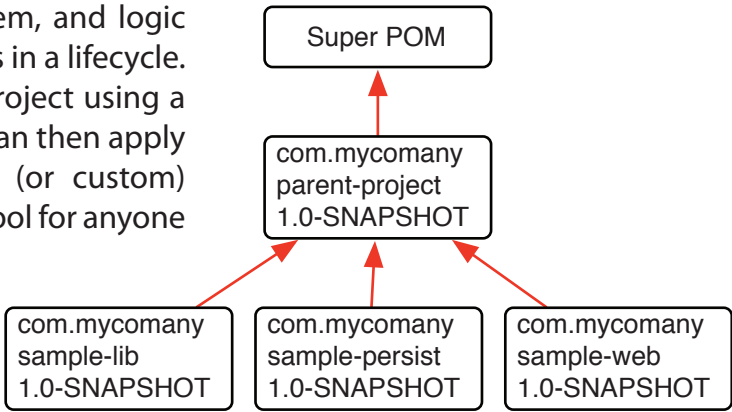 em, and logic
s in a lifecycle.
roject using a
an then apply
(or custom)
ool for anyone
Super POM
com.mycomany
parent-project
1.0-SNAPSHOT
com.mycomany
sample-lib
1.0-SNAPSHOT
com.mycomany
sample-persist
1.0-SNAPSHOT
com.mycomany
sample-web
1.0-SNAPSHOT